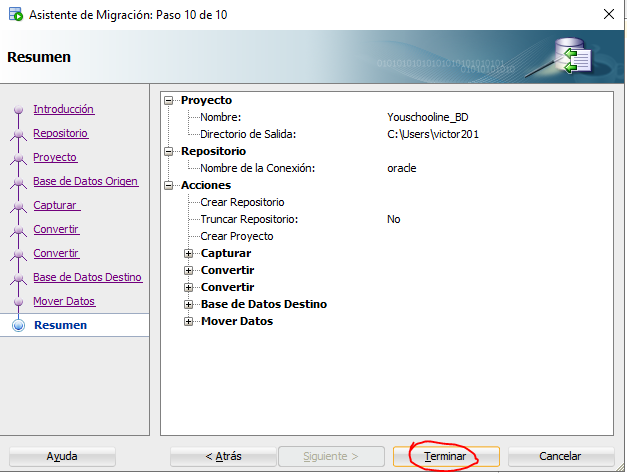 Asistente de Migración: Paso 10 de 10
Resumen
010101010101010101010101
01010101010
Introducción
Repositorio
Proyecto
Base de Datos Origen
Capturar
Convertir
Convertir
Base de Datos Destino
Mover Datos
Resumen
Proyecto
Nombre: Youschooline_BD
Directorio de Salida: C:\Users\victor201
Repositorio
Nombre de la Conexión: oracle
Acciones
Crear Repositorio
Truncar Repositorio: No
Crear Proyecto
Capturar
Convertir
Convertir
Base de Datos Destino
Mover Datos
Ayuda < Atrás Siguiente > Terminar Cancelar